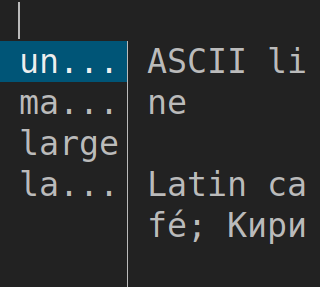 un...
ma...
large
la...
ASCII li
ne
Latin ca
fé; Кири